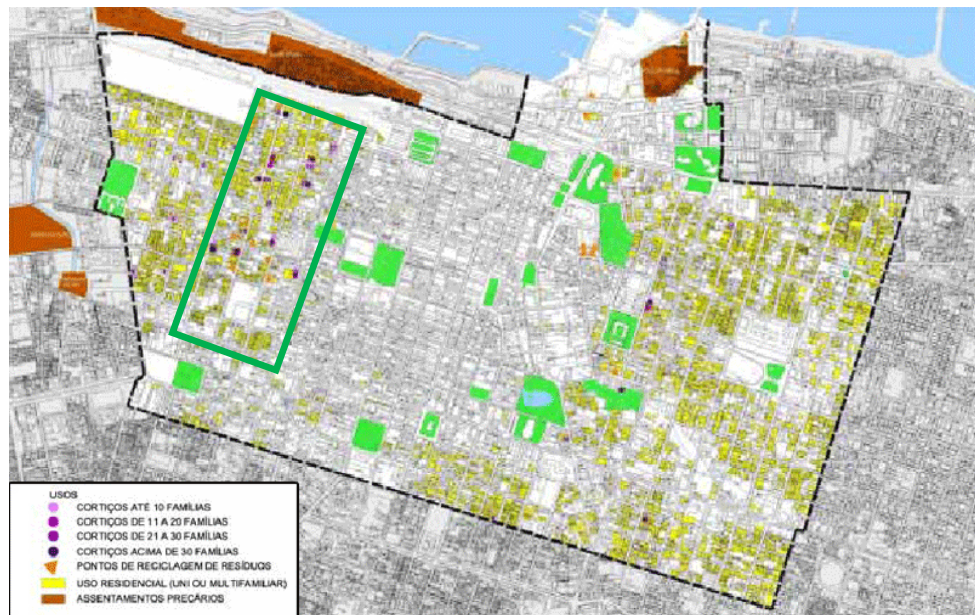 USOS
CORTIÇOS ATÉ 10 FAMÍLIAS
CORTIÇOS DE 11 A 20 FAMÍLIAS
CORTIÇOS DE 21 A 30 FAMÍLIAS
CORTIÇOS ACIMA DE 30 FAMÍLIAS
PONTOS DE RECICLAGEM DE RESÍDUOS
USO RESIDENCIAL (UNI OU MULTIFAMILIAR)
ASSENTAMENTOS PRECÁRIOS